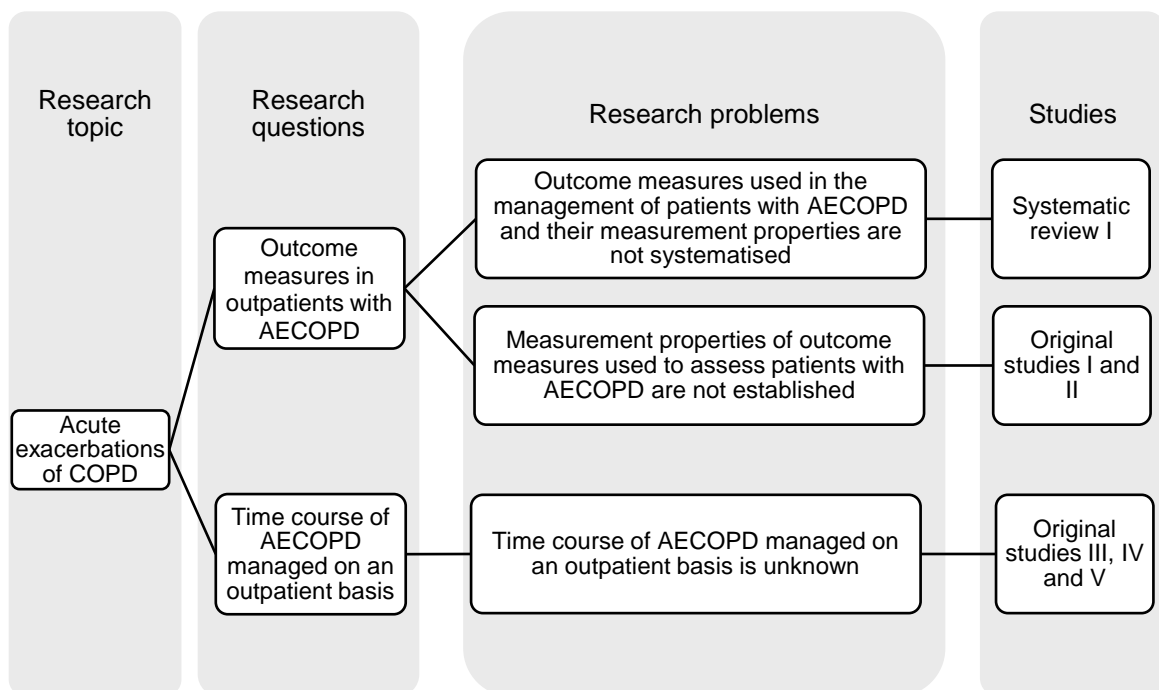 Research
topic
Research
questions
Research problems
Studies
Acute
exacerbations
of COPD
Outcome
measures in
outpatients with
AECOPD
Time course of
AECOPD
managed on an
outpatient basis
Outcome measures used in the
management of patients with AECOPD
and their measurement properties are
not systematised
Measurement properties of outcome
measures used to assess patients with
AECOPD are not established
Time course of AECOPD managed on
an outpatient basis is unknown
Systematic
review I
Original
studies I and
II
Original
studies III, IV
and V